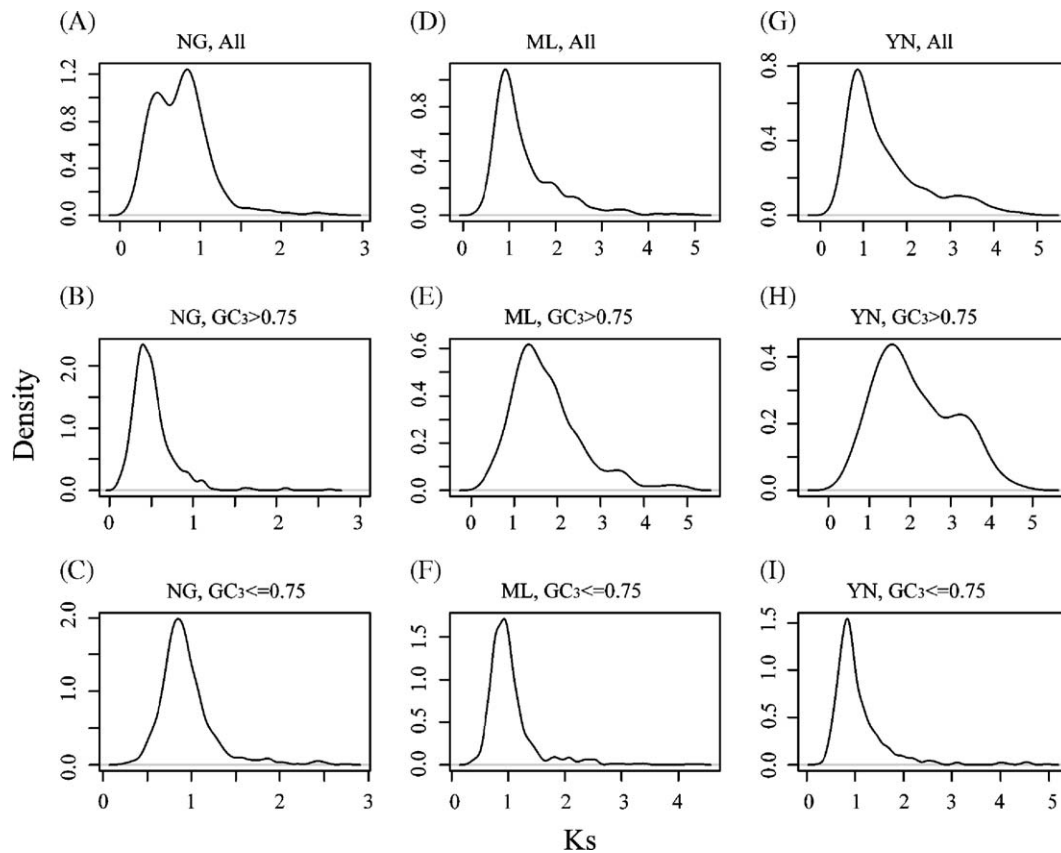 (A)
NG, All
0.0 0.4 0.8 1.2
0 1 2 3
(D)
ML, All
0.0 0.4 0.8
0 1 2 3 4 5
(G)
YN, All
0.0 0.4 0.8
0 1 2 3 4 5
(B)
NG, GC3>0.75
0.0 1.0 2.0
0 1 2 3
(E)
ML, GC3>0.75
0.0 0.2 0.4 0.6
0 1 2 3 4 5
(H)
YN, GC3>0.75
0.0 0.2 0.4
0 1 2 3 4 5
Density
(C)
NG, GC3<=0.75
0.0 1.0 2.0
0 1 2 3
(F)
ML, GC3<=0.75
0.0 0.5 1.0 1.5
0 1 2 3 4
(I)
YN, GC3<=0.75
0.0 0.5 1.0 1.5
0 1 2 3 4 5
Ks